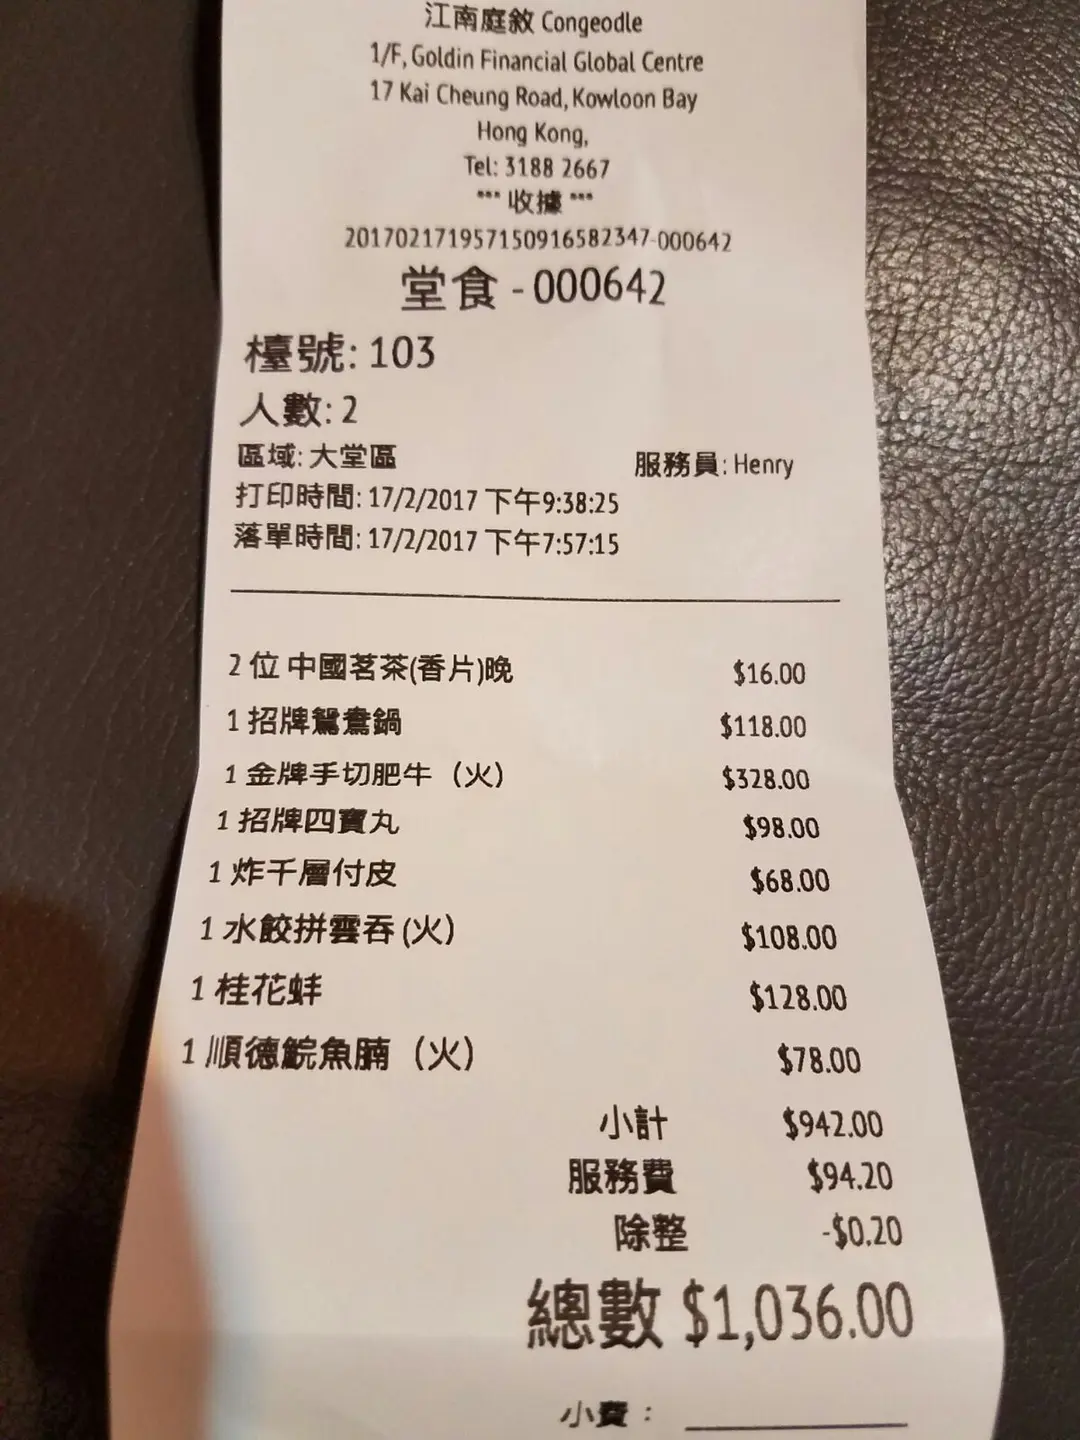 江南庭敘 Congeodle
1/F, Goldin Financial Global Centre
17 Kai Cheung Road, Kowloon Bay
Hong Kong,
Tel: 3188 2667
*** 收據 ***
201702171957150916582347-000642
堂食 - 000642
檯號: 103
人數: 2
區域: 大堂區 服務員: Henry
打印時間: 17/2/2017 下午9:38:25
落單時間: 17/2/2017 下午7:57:15
2 位 中國茗茶(香片)晚 $16.00
1 招牌鴛鴦鍋 $118.00
1 金牌手切肥牛（火） $328.00
1 招牌四寶丸 $98.00
1 炸千層付皮 $68.00
1 水餃拼雲吞 (火） $108.00
1 桂花蚌 $128.00
1 順德鯇魚腩（火） $78.00
小計 $942.00
服務費 $94.20
除整 -$0.20
總數 $1,036.00
小費：